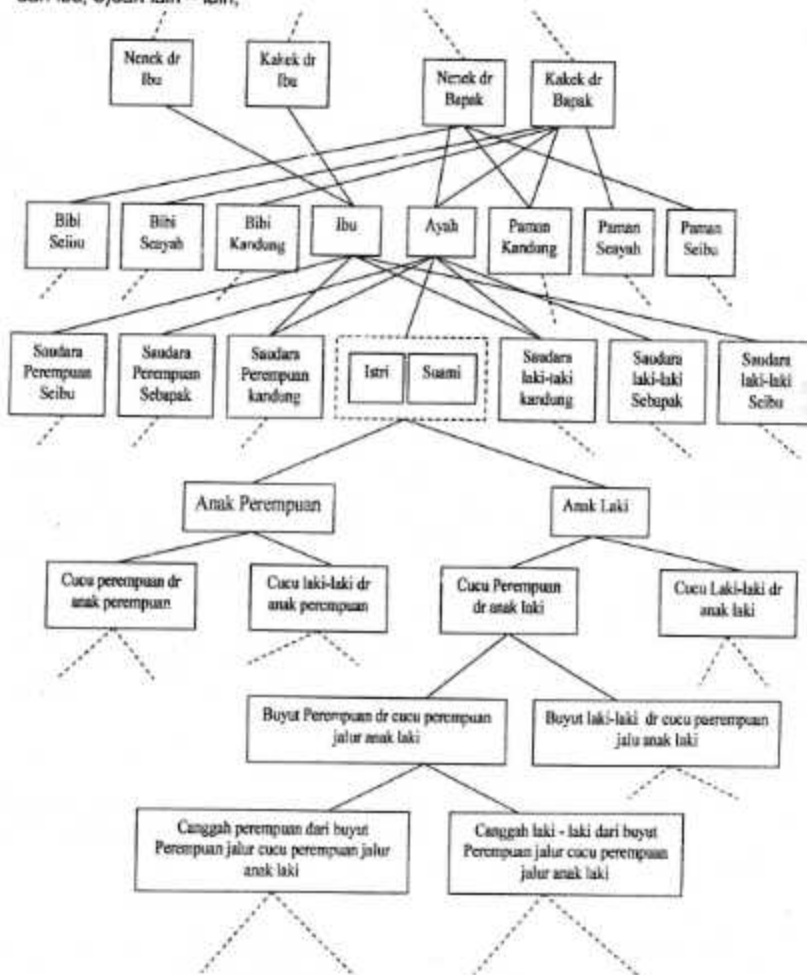 dan lain – lain,
Nenek dr
Ibu
Kakek dr
Ibu
Nenek dr
Bapak
Kakek dr
Bapak
Bibi
Seibu
Bibi
Seayah
Bibi
Kandung
Ibu
Ayah
Paman
Kandung
Paman
Seayah
Paman
Seibu
Saudara
Perempuan
Seibu
Saudara
Perempuan
Sebapak
Saudara
Perempuan
kandung
Istri
Suami
Saudara
laki-laki
kandung
Saudara
laki-laki
Sebapak
Saudara
laki-laki
Seibu
Anak Perempuan
Anak Laki
Cucu perempuan dr
anak perempuan
Cucu laki-laki dr
anak perempuan
Cucu Perempuan
dr anak laki
Cucu Laki-laki dr
anak laki
Buyut Perempuan dr cucu perempuan
jalur anak laki
Buyut laki-laki dr cucu paerempuan
jalu anak laki
Canggah perempuan dari buyut
Perempuan jalur cucu perempuan jalur
anak laki
Canggah laki - laki dari buyut
Perempuan jalur cucu perempuan
jalur anak laki